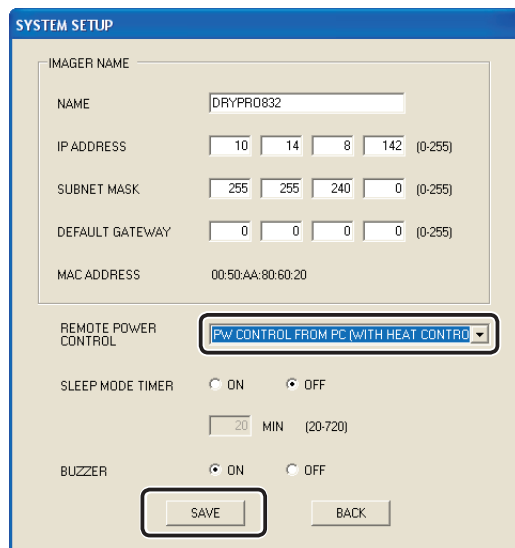 SYSTEM SETUP
IMAGER NAME
NAME DRYPRO832
IP ADDRESS 10 14 8 142 (0-255)
SUBNET MASK 255 255 240 0 (0-255)
DEFAULT GATEWAY 0 0 0 0 (0-255)
MAC ADDRESS 00:50:AA:80:60:20
REMOTE POWER
CONTROL
PW CONTROL FROM PC (WITH HEAT CONTRO
SLEEP MODE TIMER ON OFF
20 MIN (20-720)
BUZZER ON OFF
SAVE BACK